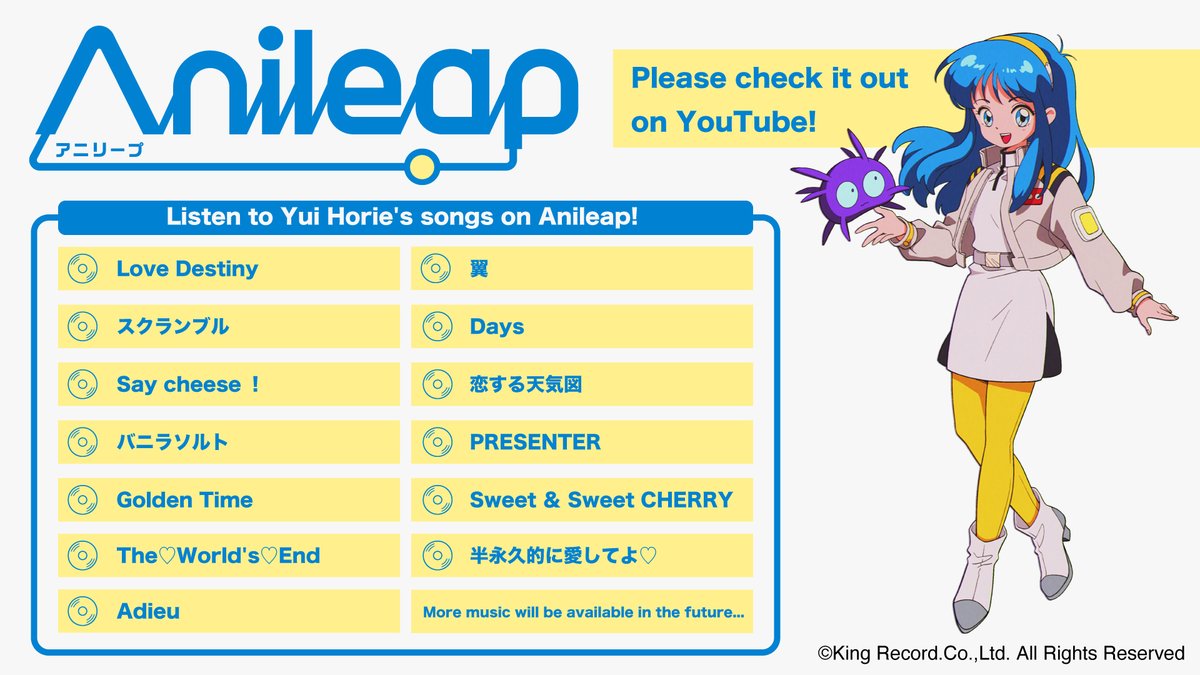 Anileap
アニリープ
Please check it out
on YouTube!
Listen to Yui Horie's songs on Anileap!
Love Destiny
翼
スクランブル
Days
Say cheese！
恋する天気図
バニラソルト
PRESENTER
Golden Time
Sweet & Sweet CHERRY
The♡World's♡End
半永久的に愛してよ♡
Adieu
More music will be available in the future...
©King Record.Co.,Ltd. All Rights Reserved